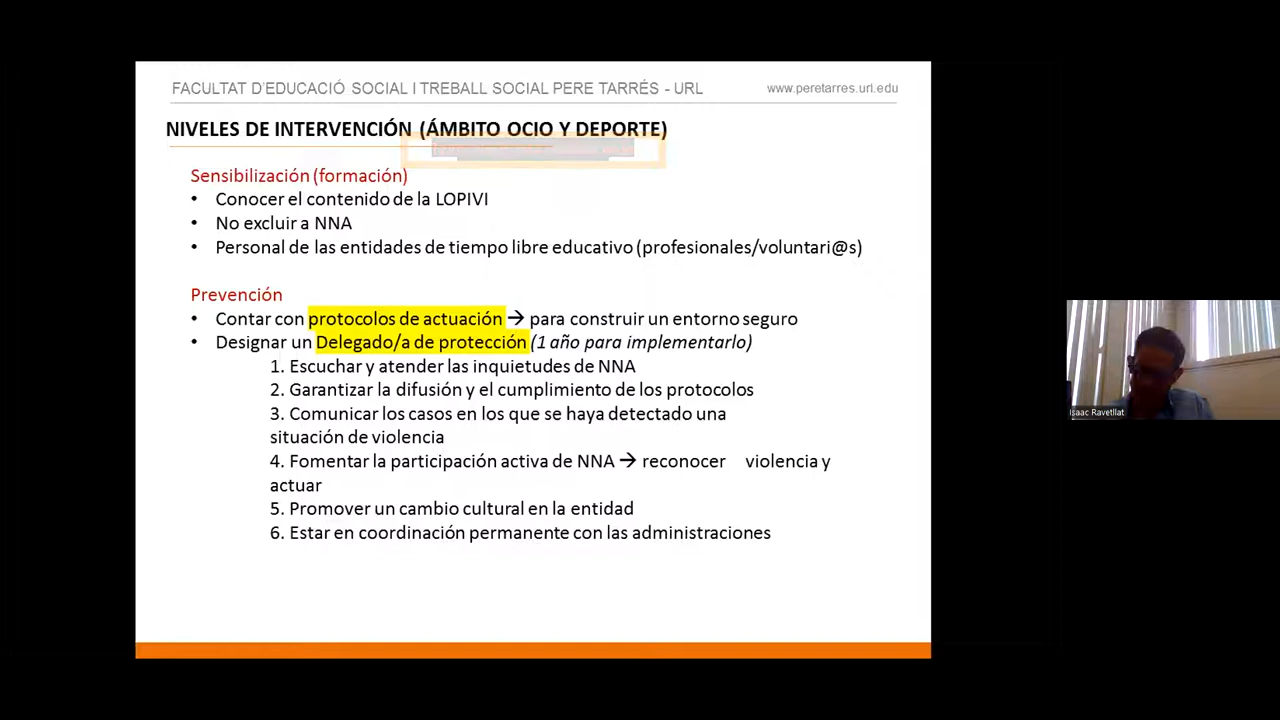 FACULTAT D'EDUCACIÓ SOCIAL I TREBALL SOCIAL PERE TARRÉS - URL
www.peretarres.url.edu
NIVELES DE INTERVENCIÓN (ÁMBITO OCIO Y DEPORTE)
Sensibilización (formación)
• Conocer el contenido de la LOPIVI
• No excluir a NNA
• Personal de las entidades de tiempo libre educativo (profesionales/voluntari@s)
Prevención
• Contar con protocolos de actuación → para construir un entorno seguro
• Designar un Delegado/a de protección (1 año para implementarlo)
1. Escuchar y atender las inquietudes de NNA
2. Garantizar la difusión y el cumplimiento de los protocolos
3. Comunicar los casos en los que se haya detectado una
situación de violencia
4. Fomentar la participación activa de NNA → reconocer violencia y
actuar
5. Promover un cambio cultural en la entidad
6. Estar en coordinación permanente con las administraciones
Isaac Ravetllat